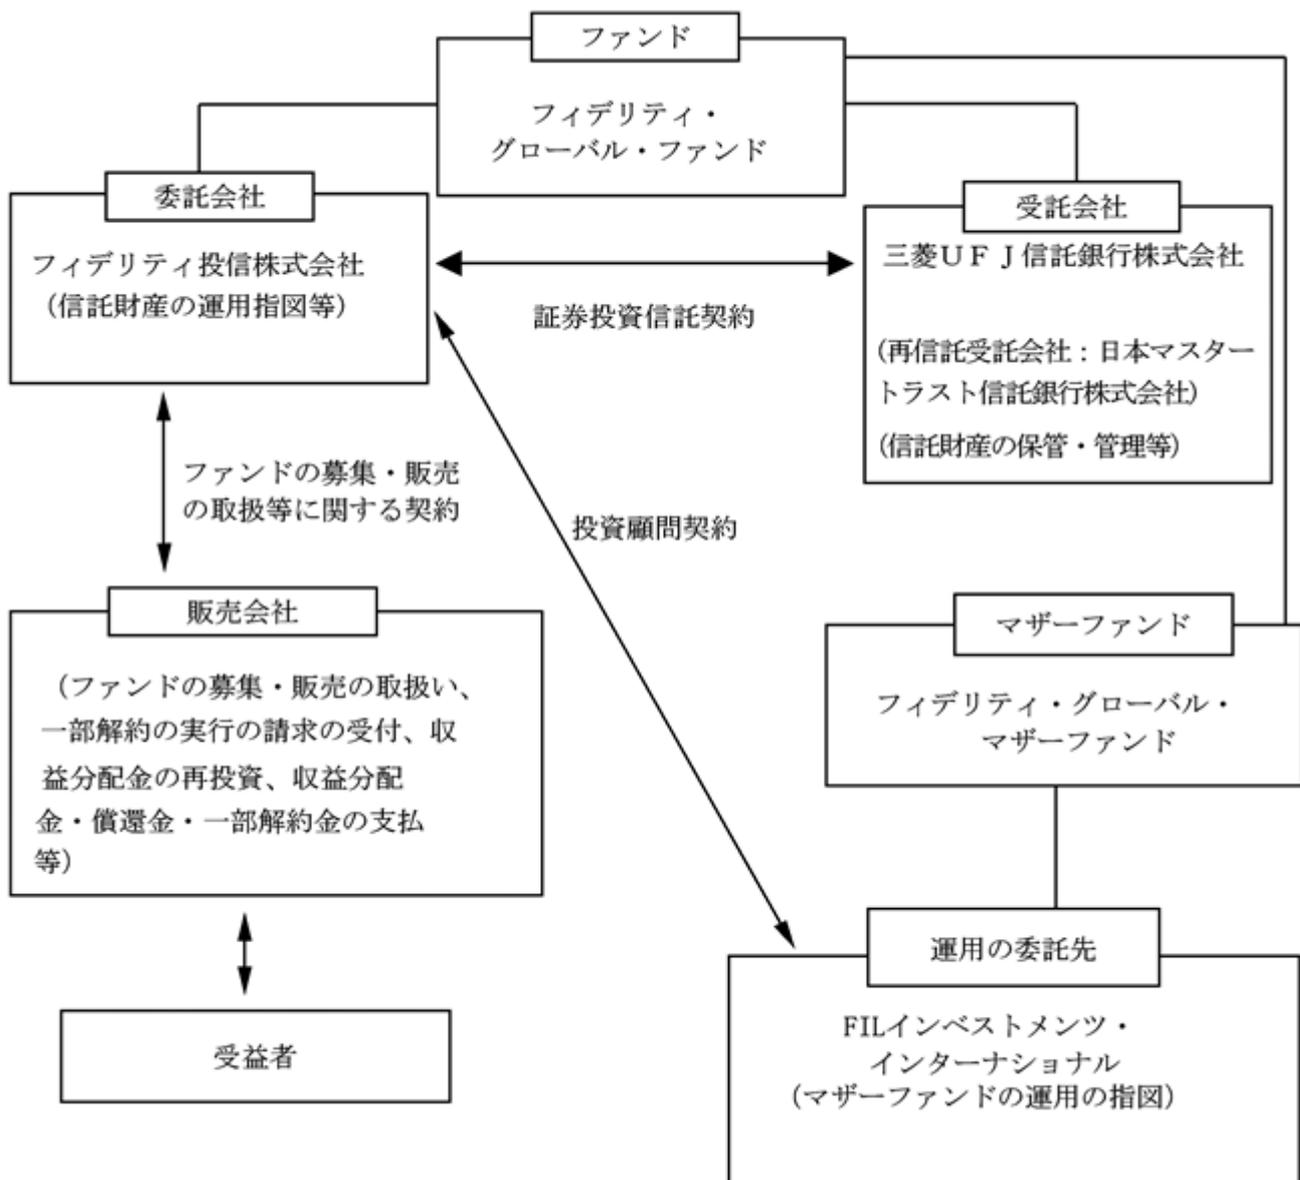 ファンド
フィデリティ・
グローバル・ファンド
委託会社
フィデリティ投信株式会社
（信託財産の運用指図等）
証券投資信託契約
受託会社
三菱ＵＦＪ信託銀行株式会社
(再信託受託会社：日本マスター
トラスト信託銀行株式会社)
(信託財産の保管・管理等)
ファンドの募集・販売
の取扱等に関する契約
投資顧問契約
販売会社
（ファンドの募集・販売の取扱い、
一部解約の実行の請求の受付、収
益分配金の再投資、収益分配
金・償還金・一部解約金の支払
等）
マザーファンド
フィデリティ・グローバル・
マザーファンド
受益者
運用の委託先
FILインベストメンツ・
インターナショナル
（マザーファンドの運用の指図）